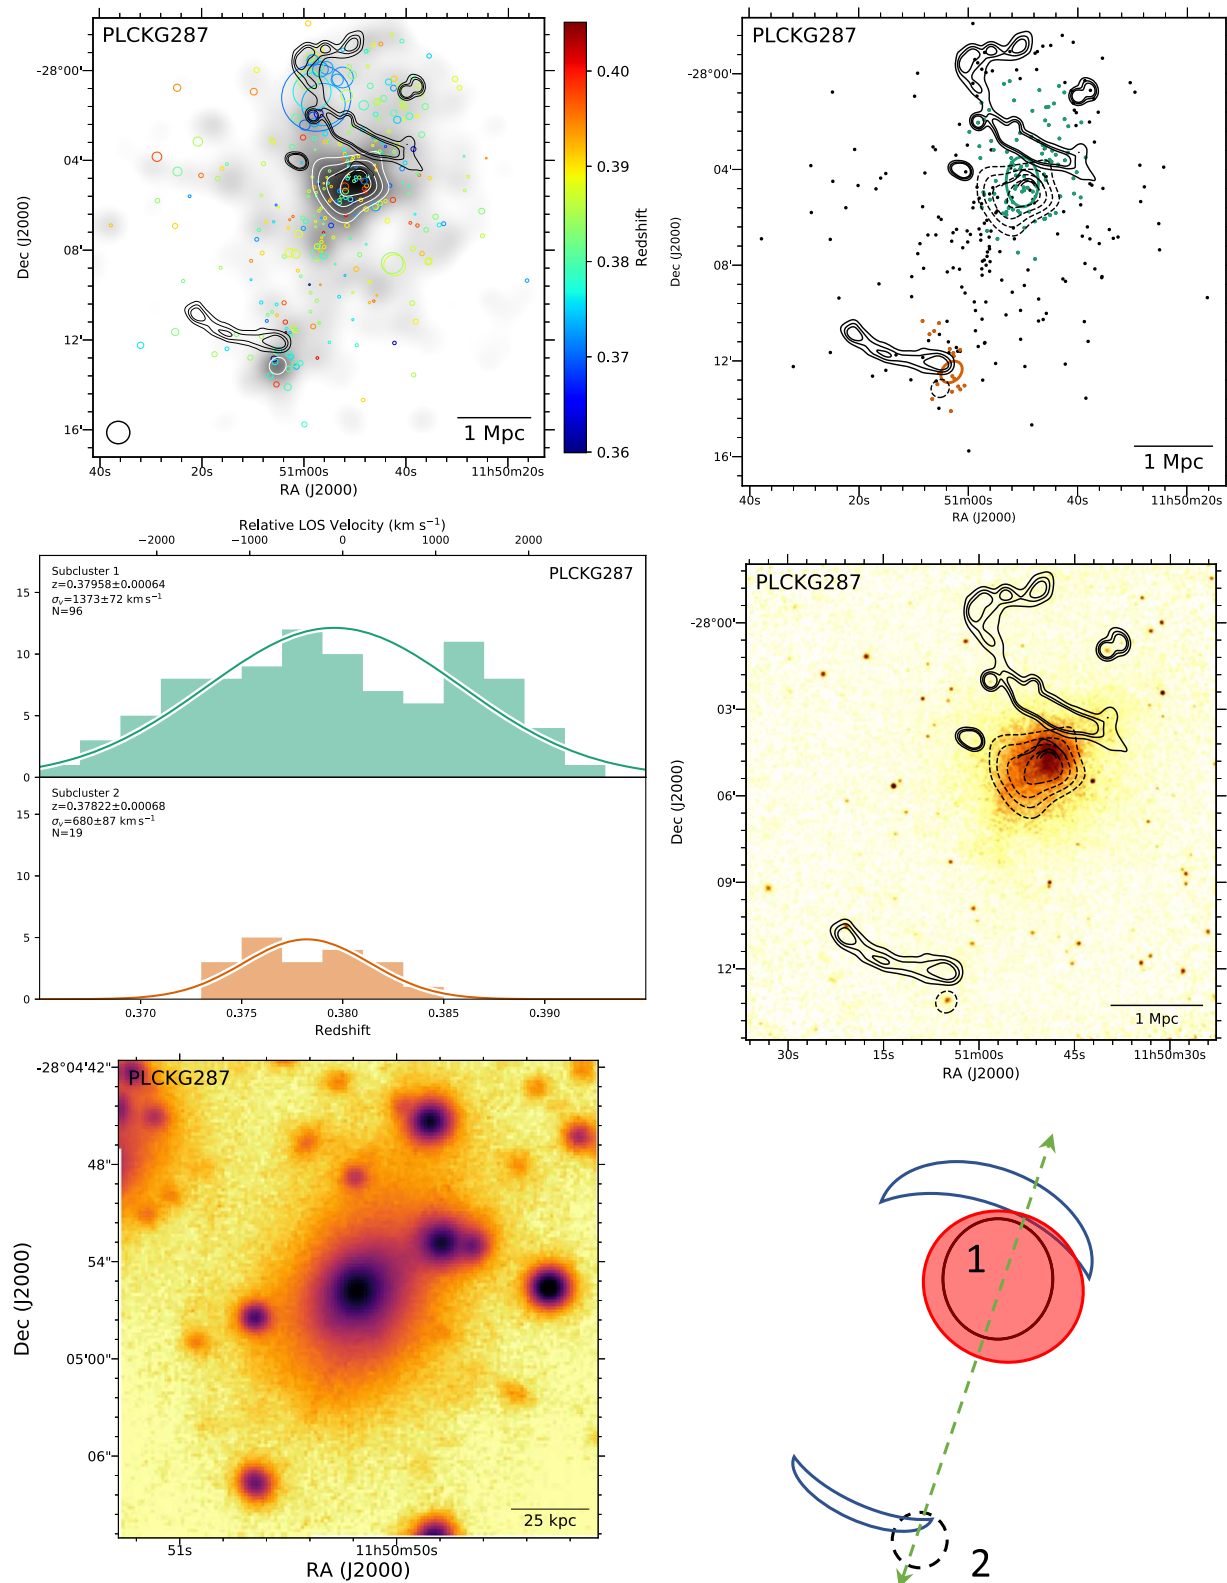 PLCKG287
-28°00'
04'
08'
12'
16'
Dec (J2000)
40s
20s
51m00s
40s
11h50m20s
RA (J2000)
1 Mpc
0.40
0.39
0.38
0.37
0.36
Redshift
PLCKG287
-28°00'
04'
08'
12'
16'
Dec (J2000)
40s
20s
51m00s
40s
11h50m20s
RA (J2000)
1 Mpc
Relative LOS Velocity (km s⁻¹)
−2000
−1000
0
1000
2000
Subcluster 1
z=0.37958±0.00064
σᵥ=1373±72 km s⁻¹
N=96
PLCKG287
15
10
5
0
Subcluster 2
z=0.37822±0.00068
σᵥ=680±87 km s⁻¹
N=19
15
10
5
0
0.370
0.375
0.380
0.385
0.390
Redshift
PLCKG287
-28°00'
03'
06'
09'
12'
Dec (J2000)
30s
15s
51m00s
45s
11h50m30s
RA (J2000)
1 Mpc
-28°04'42"
PLCKG287
48"
54"
05'00"
06"
Dec (J2000)
51s
11h50m50s
RA (J2000)
25 kpc
1
2